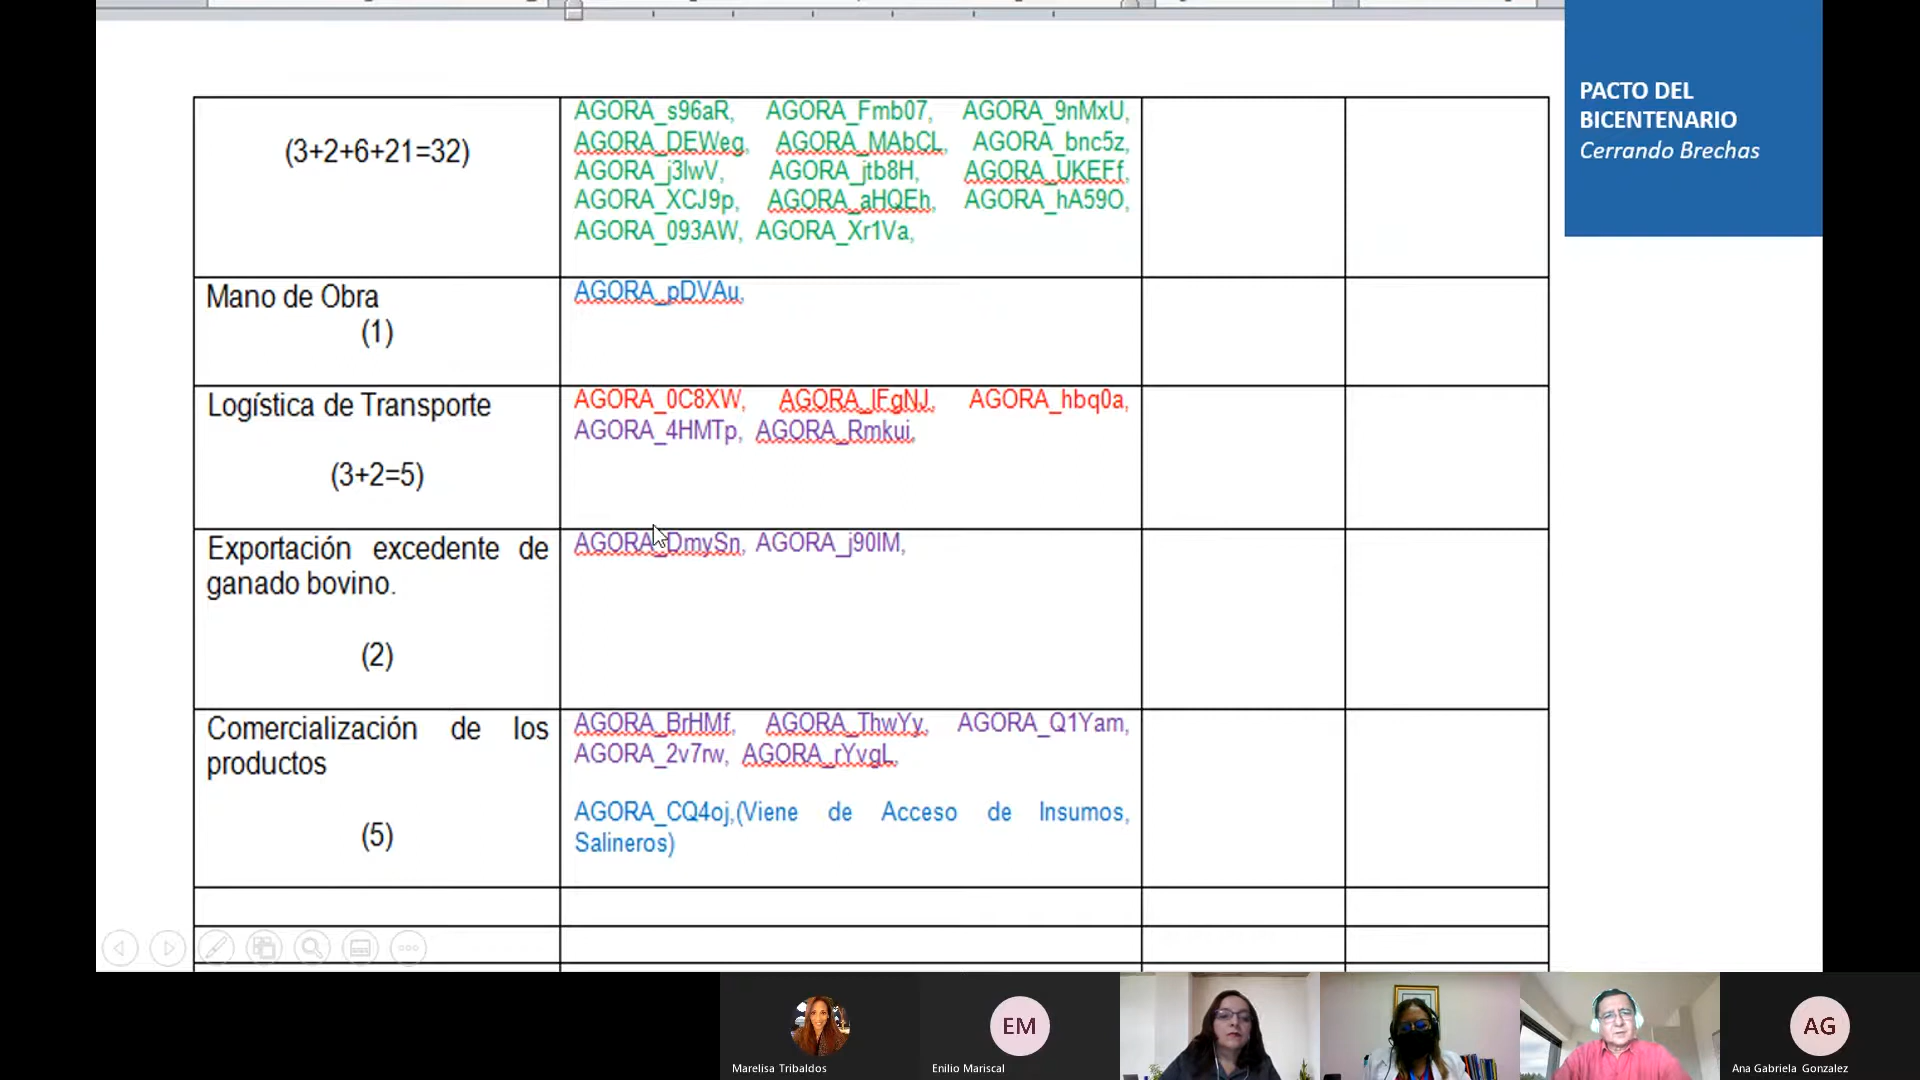 PACTO DEL
BICENTENARIO
Cerrando Brechas
(3+2+6+21=32)
AGORA_s96aR, AGORA_Fmb07, AGORA_9nMxU,
AGORA_DEWeg, AGORA_MAbCL, AGORA_bnc5z,
AGORA_j3lwV, AGORA_jtb8H, AGORA_UKEFf,
AGORA_XCJ9p, AGORA_aHQEh, AGORA_hA59O,
AGORA_093AW, AGORA_Xr1Va,
Mano de Obra
(1)
AGORA_pDVAu,
Logística de Transporte
(3+2=5)
AGORA_0C8XW, AGORA_lFgNJ, AGORA_hbq0a,
AGORA_4HMTp, AGORA_Rmkui,
Exportación excedente de
ganado bovino.
(2)
AGORA_DmySn, AGORA_j90lM,
Comercialización de los
productos
(5)
AGORA_BrHMf, AGORA_ThwYy, AGORA_Q1Yam,
AGORA_2v7rw, AGORA_rYvgL,
AGORA_CQ4oj,(Viene de Acceso de Insumos,
Salineros)
Marelisa Tribaldos
EM
Enilio Mariscal
AG
Ana Gabriela Gonzalez